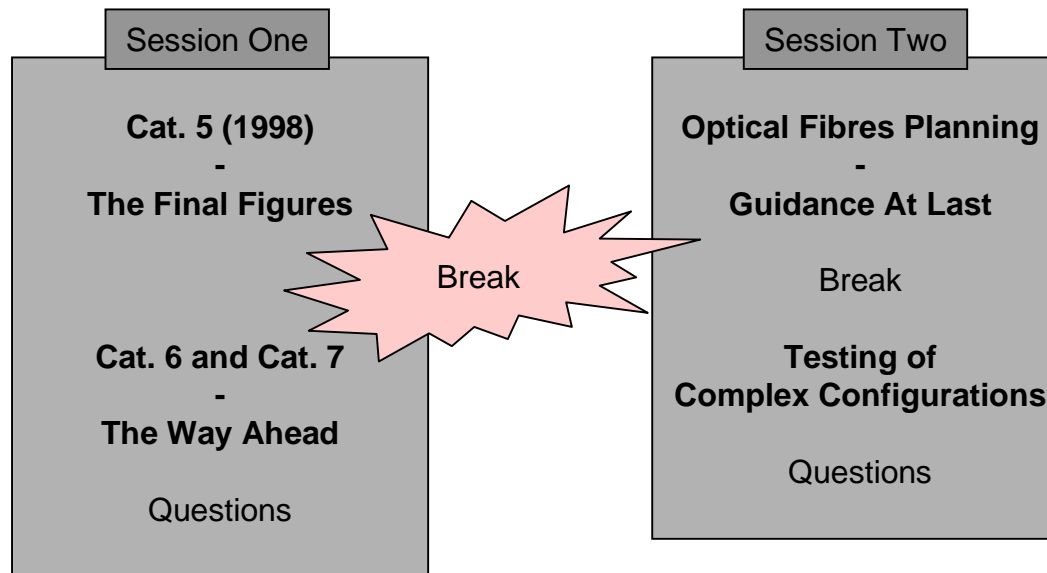 Session One
Cat. 5 (1998)
-
The Final Figures
Cat. 6 and Cat. 7
-
The Way Ahead
Questions
Break
Session Two
Optical Fibres Planning
-
Guidance At Last
Break
Testing of
Complex Configurations
Questions